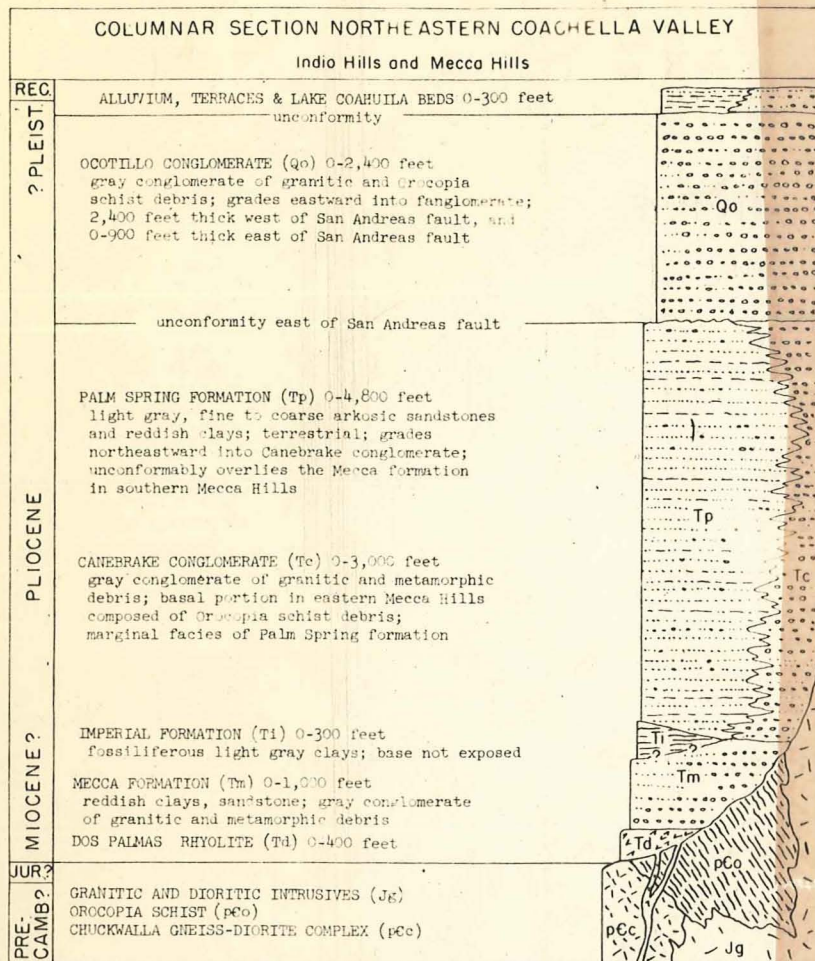 COLUMNAR SECTION NORTHEASTERN COACHELLA VALLEY
Indio Hills and Mecca Hills
REC.
ALLUVIUM, TERRACES & LAKE COAHUILA BEDS 0-300 feet
unconformity
? PLEIST.
OCOTILLO CONGLOMERATE (Qo) 0-2,400 feet
gray conglomerate of granitic and Orocopia
schist debris; grades eastward into fanglomerate;
2,400 feet thick west of San Andreas fault, and
0-900 feet thick east of San Andreas fault
Qo
unconformity east of San Andreas fault
PALM SPRING FORMATION (Tp) 0-4,800 feet
light gray, fine to coarse arkosic sandstones
and reddish clays; terrestrial; grades
northeastward into Canebrake conglomerate;
unconformably overlies the Mecca formation
in southern Mecca Hills
PLIOCENE
Tp
CANEBRAKE CONGLOMERATE (Tc) 0-3,000 feet
gray conglomerate of granitic and metamorphic
debris; basal portion in eastern Mecca Hills
composed of Orocopia schist debris;
marginal facies of Palm Spring formation
Tc
MIOCENE ?
IMPERIAL FORMATION (Ti) 0-300 feet
fossiliferous light gray clays; base not exposed
Ti
? ?
MECCA FORMATION (Tm) 0-1,000 feet
reddish clays, sandstone; gray conglomerate
of granitic and metamorphic debris
Tm
DOS PALMAS RHYOLITE (Td) 0-400 feet
Td
JUR?
PRE-CAMB?
GRANITIC AND DIORITIC INTRUSIVES (Jg)
OROCOPIA SCHIST (p€o)
CHUCKWALLA GNEISS-DIORITE COMPLEX (p€c)
p€o
p€c
Jg